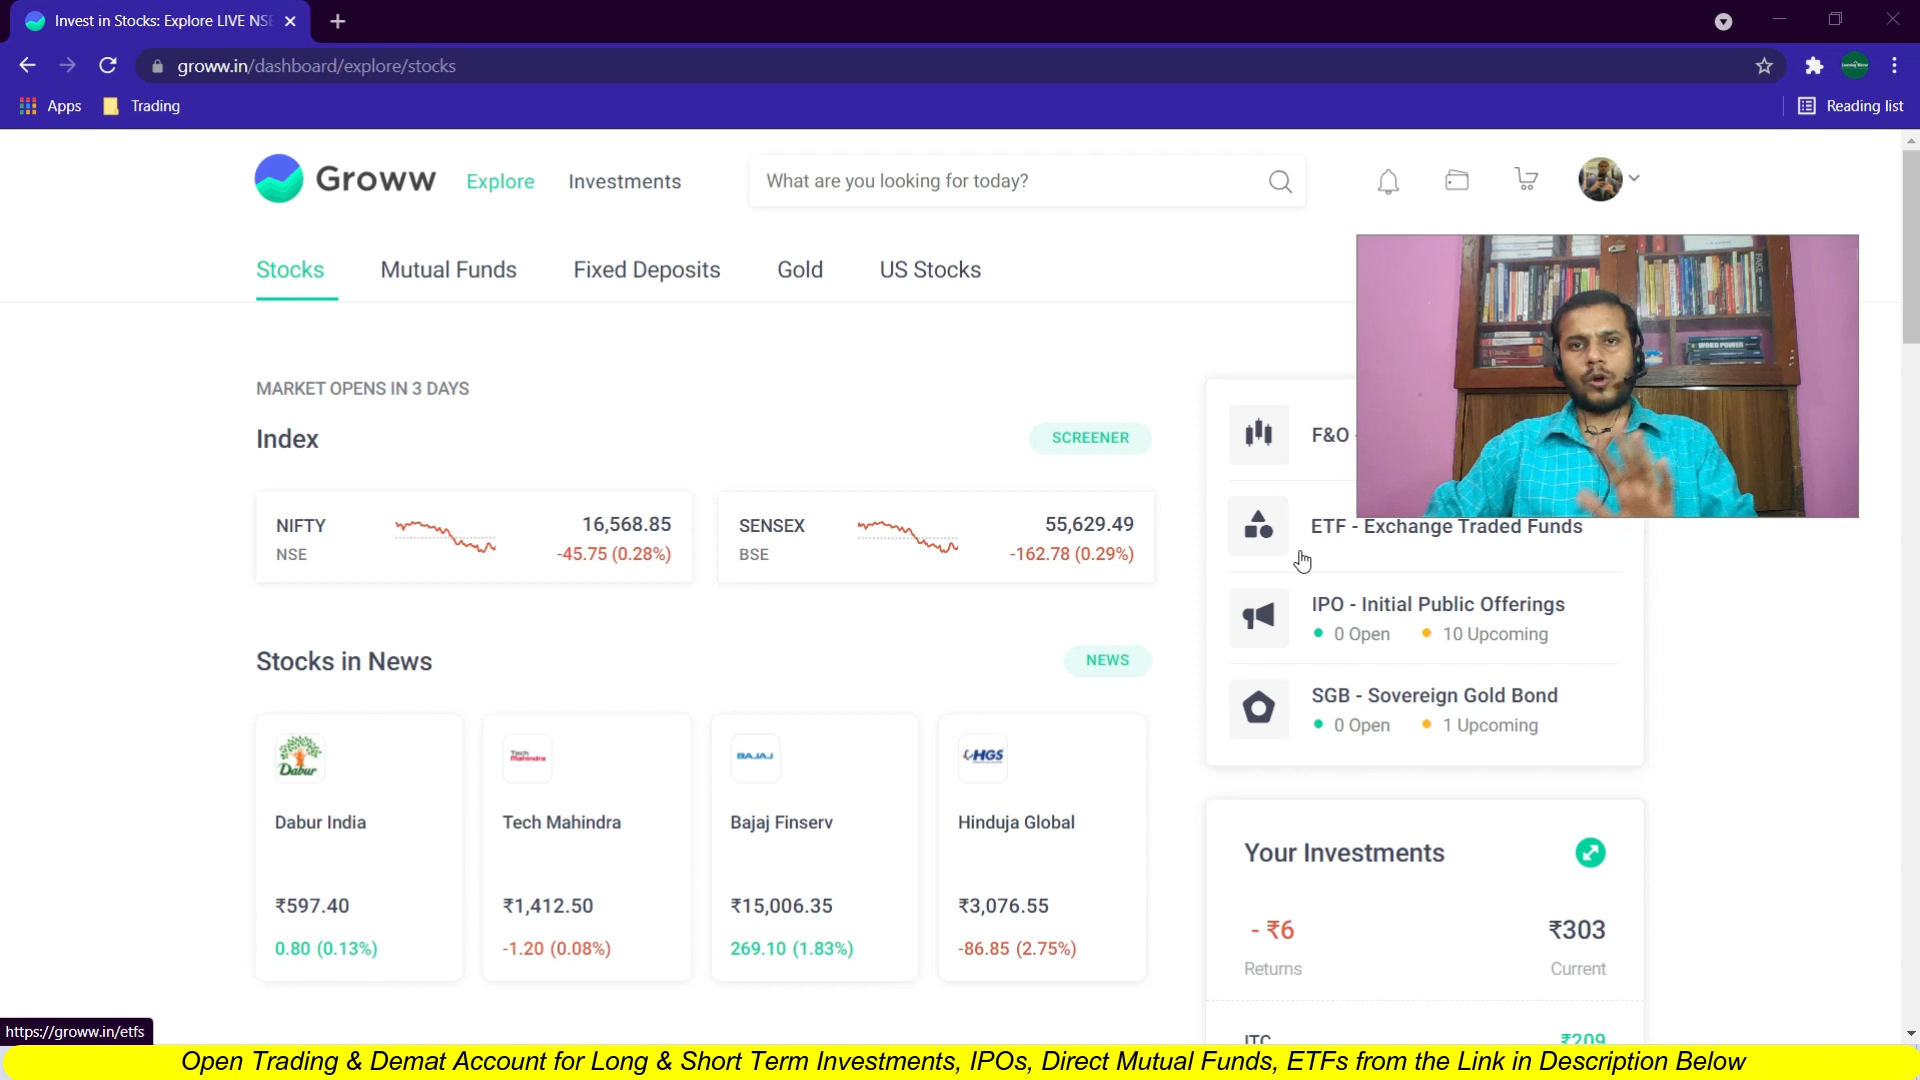 Invest in Stocks: Explore LIVE NSE
groww.in/dashboard/explore/stocks
Apps
Trading
Reading list
Groww
Explore
Investments
What are you looking for today?
Stocks
Mutual Funds
Fixed Deposits
Gold
US Stocks
MARKET OPENS IN 3 DAYS
Index
SCREENER
NIFTY
16,568.85
NSE
-45.75 (0.28%)
SENSEX
55,629.49
BSE
-162.78 (0.29%)
F&O -
ETF - Exchange Traded Funds
IPO - Initial Public Offerings
0 Open
10 Upcoming
SGB - Sovereign Gold Bond
0 Open
1 Upcoming
Stocks in News
NEWS
Dabur
Dabur India
₹597.40
0.80 (0.13%)
Tech Mahindra
Tech Mahindra
₹1,412.50
-1.20 (0.08%)
BAJAJ
Bajaj Finserv
₹15,006.35
269.10 (1.83%)
HGS
Hinduja Global
₹3,076.55
-86.85 (2.75%)
Your Investments
- ₹6
₹303
Returns
Current
ITC
₹209
WORD POWER
https://groww.in/etfs
Open Trading & Demat Account for Long & Short Term Investments, IPOs, Direct Mutual Funds, ETFs from the Link in Description Below